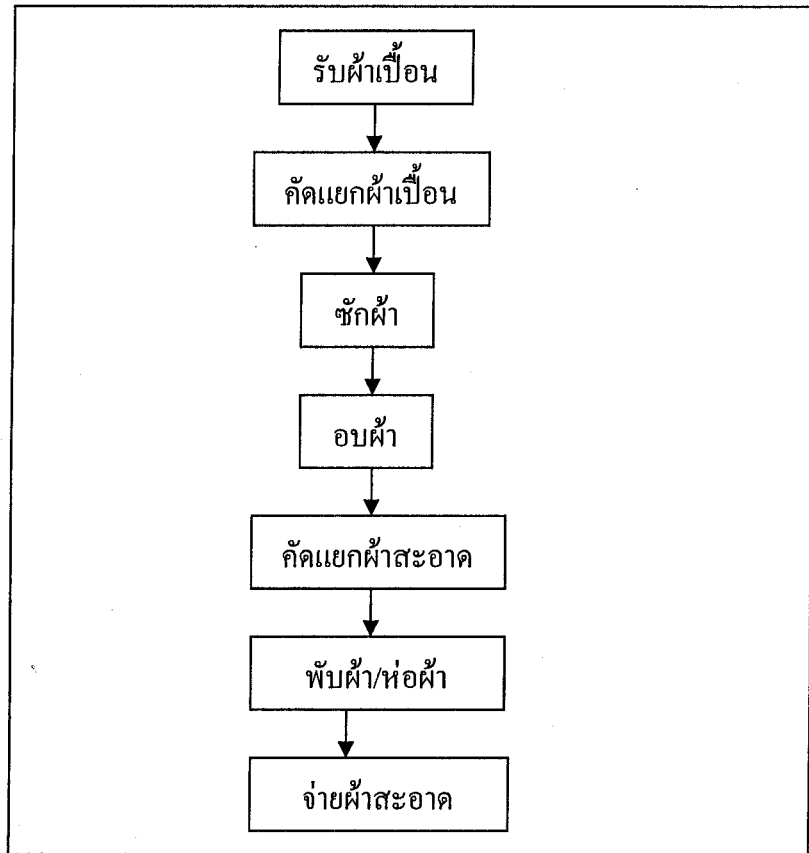 รับผ้าเปื้อน
คัดแยกผ้าเปื้อน
ซักผ้า
อบผ้า
คัดแยกผ้าสะอาด
พับผ้า/ห่อผ้า
จ่ายผ้าสะอาด